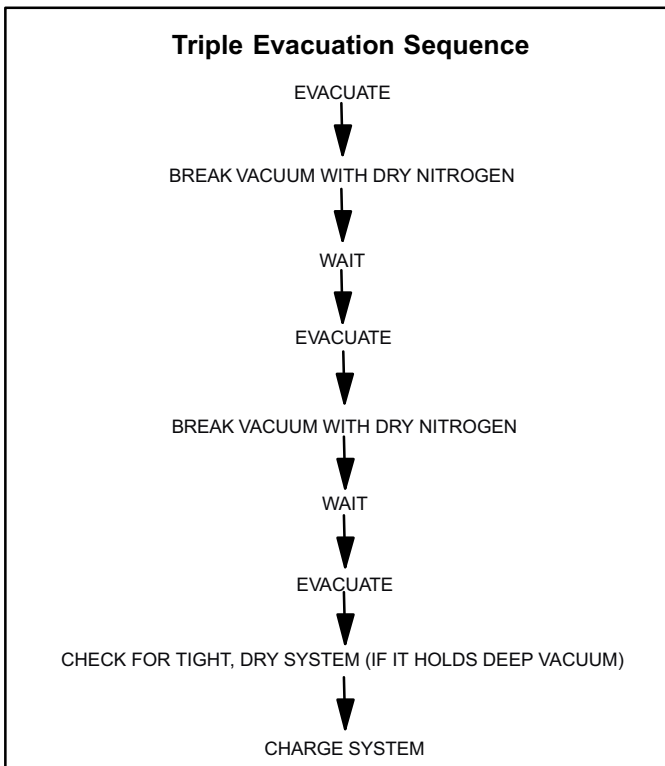 Triple Evacuation Sequence
EVACUATE
BREAK VACUUM WITH DRY NITROGEN
WAIT
EVACUATE
BREAK VACUUM WITH DRY NITROGEN
WAIT
EVACUATE
CHECK FOR TIGHT, DRY SYSTEM (IF IT HOLDS DEEP VACUUM)
CHARGE SYSTEM